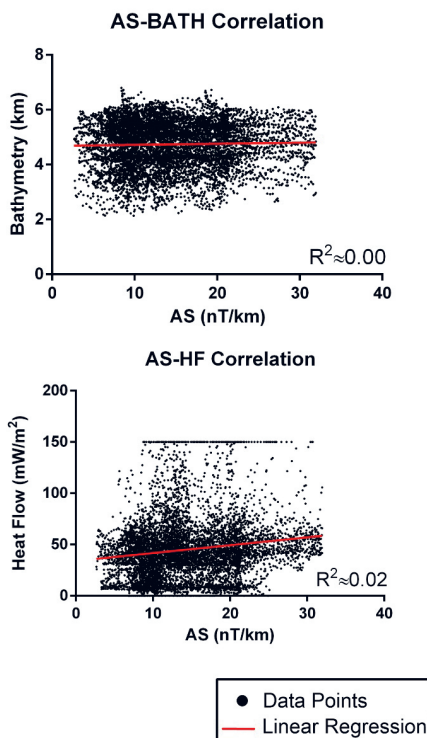 AS-BATH Correlation
Bathymetry (km)
8
6
4
2
0
0 10 20 30 40
AS (nT/km)
R²≈0.00
AS-HF Correlation
Heat Flow (mW/m²)
200
150
100
50
0
0 10 20 30 40
AS (nT/km)
R²≈0.02
Data Points
Linear Regression